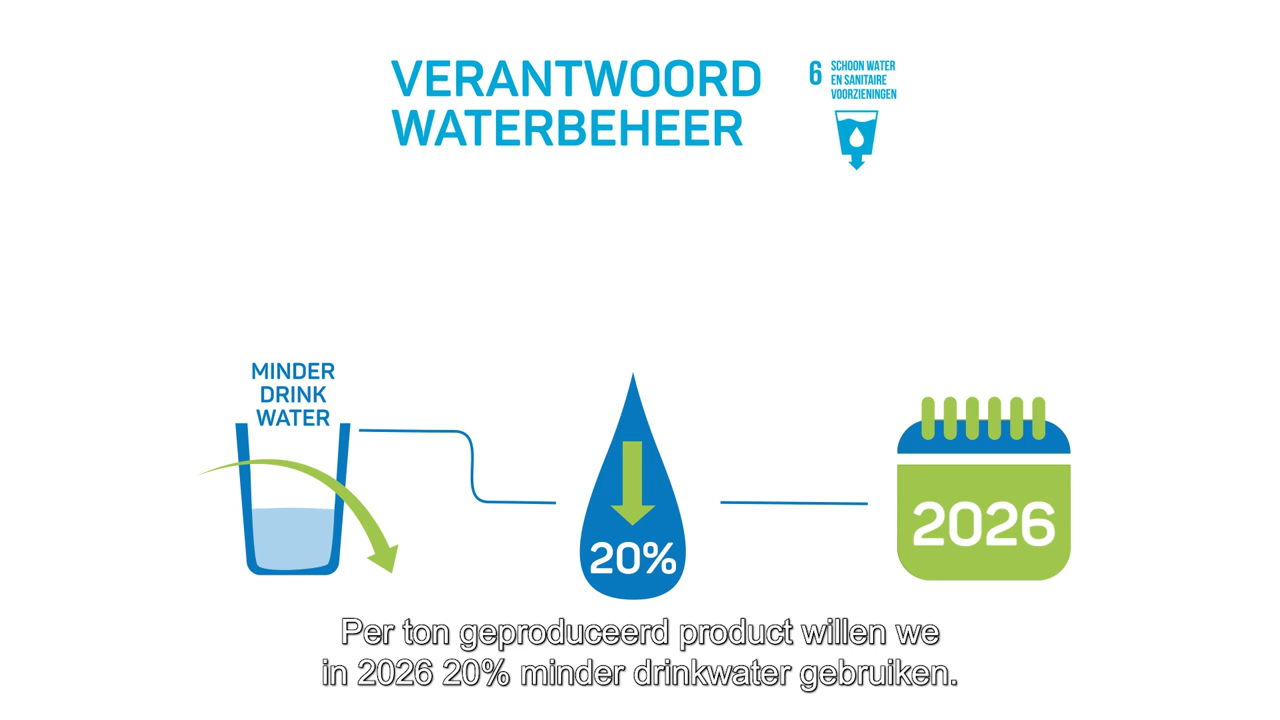 VERANTWOORD
WATERBEHEER
6 SCHOON WATER
EN SANITAIRE
VOORZIENINGEN
MINDER
DRINK
WATER
20%
2026
Per ton geproduceerd product willen we
in 2026 20% minder drinkwater gebruiken.